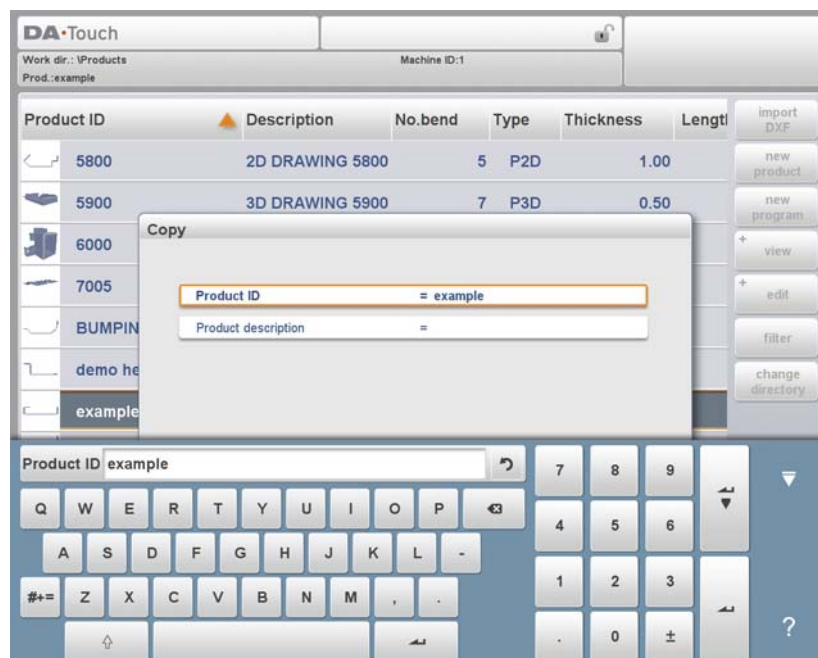 DA·Touch
Work dir.: \Products
Machine ID:1
Prod.:example
Product ID Description No.bend Type Thickness Lengt
5800 2D DRAWING 5800 5 P2D 1.00
5900 3D DRAWING 5900 7 P3D 0.50
6000
7005
BUMPIN
demo he
example
import
DXF
new
product
new
program
+
view
+
edit
filter
change
directory
Copy
Product ID = example
Product description =
Product ID example
7 8 9
Q W E R T Y U I O P
4 5 6
A S D F G H J K L -
1 2 3
#+= Z X C V B N M , .
. 0 ±
?